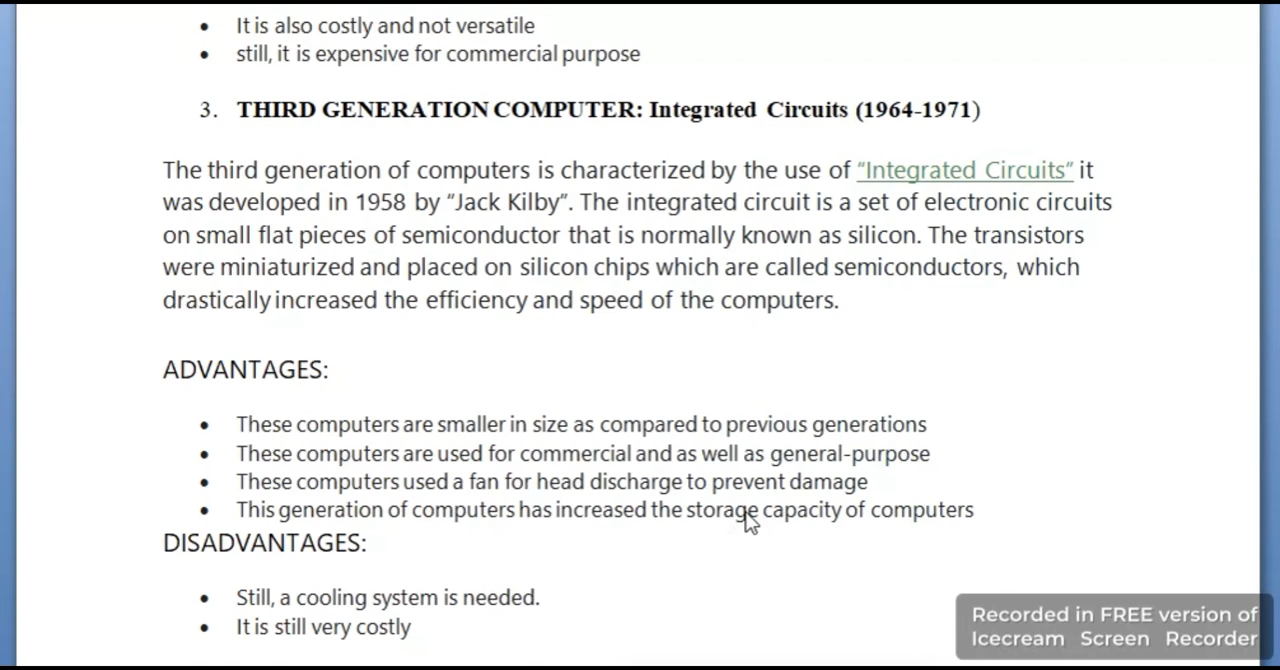 • It is also costly and not versatile
• still, it is expensive for commercial purpose
3. THIRD GENERATION COMPUTER: Integrated Circuits (1964-1971)
The third generation of computers is characterized by the use of “Integrated Circuits” it
was developed in 1958 by “Jack Kilby”. The integrated circuit is a set of electronic circuits
on small flat pieces of semiconductor that is normally known as silicon. The transistors
were miniaturized and placed on silicon chips which are called semiconductors, which
drastically increased the efficiency and speed of the computers.
ADVANTAGES:
• These computers are smaller in size as compared to previous generations
• These computers are used for commercial and as well as general-purpose
• These computers used a fan for head discharge to prevent damage
• This generation of computers has increased the storage capacity of computers
DISADVANTAGES:
• Still, a cooling system is needed.
• It is still very costly
Recorded in FREE version of
Icecream Screen Recorder